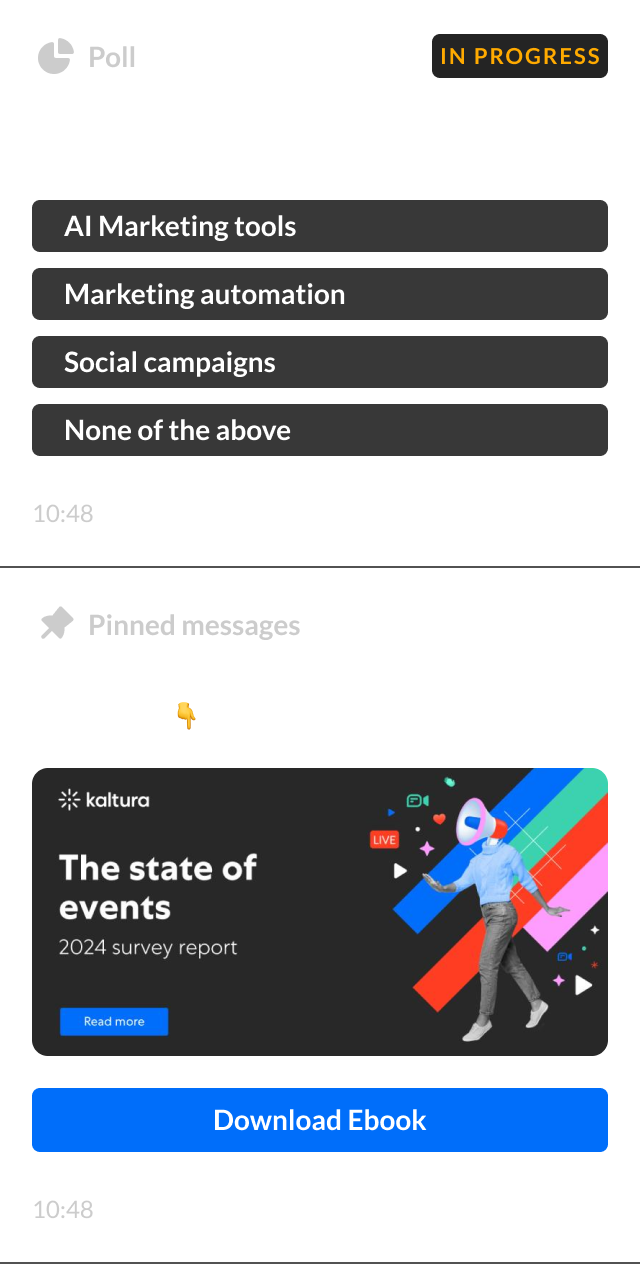 Poll
IN PROGRESS
AI Marketing tools
Marketing automation
Social campaigns
None of the above
10:48
Pinned messages
👇
kaltura
LIVE
The state of
events
2024 survey report
Read more
Download Ebook
10:48